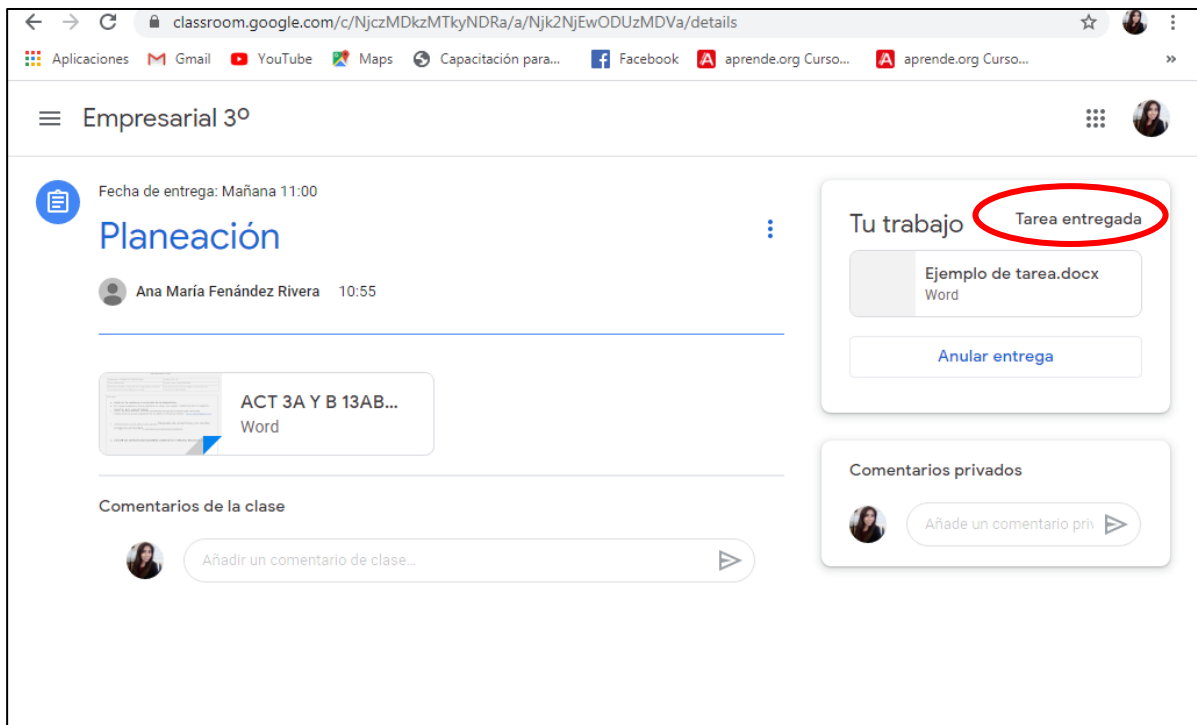 classroom.google.com/c/NjczMDkzMTkyNDRa/a/Njk2NjEwODUzMDVa/details
Aplicaciones Gmail YouTube Maps Capacitación para... Facebook aprende.org Curso... aprende.org Curso... »
Empresarial 3º
Fecha de entrega: Mañana 11:00
Planeación
Ana María Fenández Rivera 10:55
ACT 3A Y B 13AB...
Word
Comentarios de la clase
Añadir un comentario de clase...
Tu trabajo Tarea entregada
Ejemplo de tarea.docx
Word
Anular entrega
Comentarios privados
Añade un comentario priv